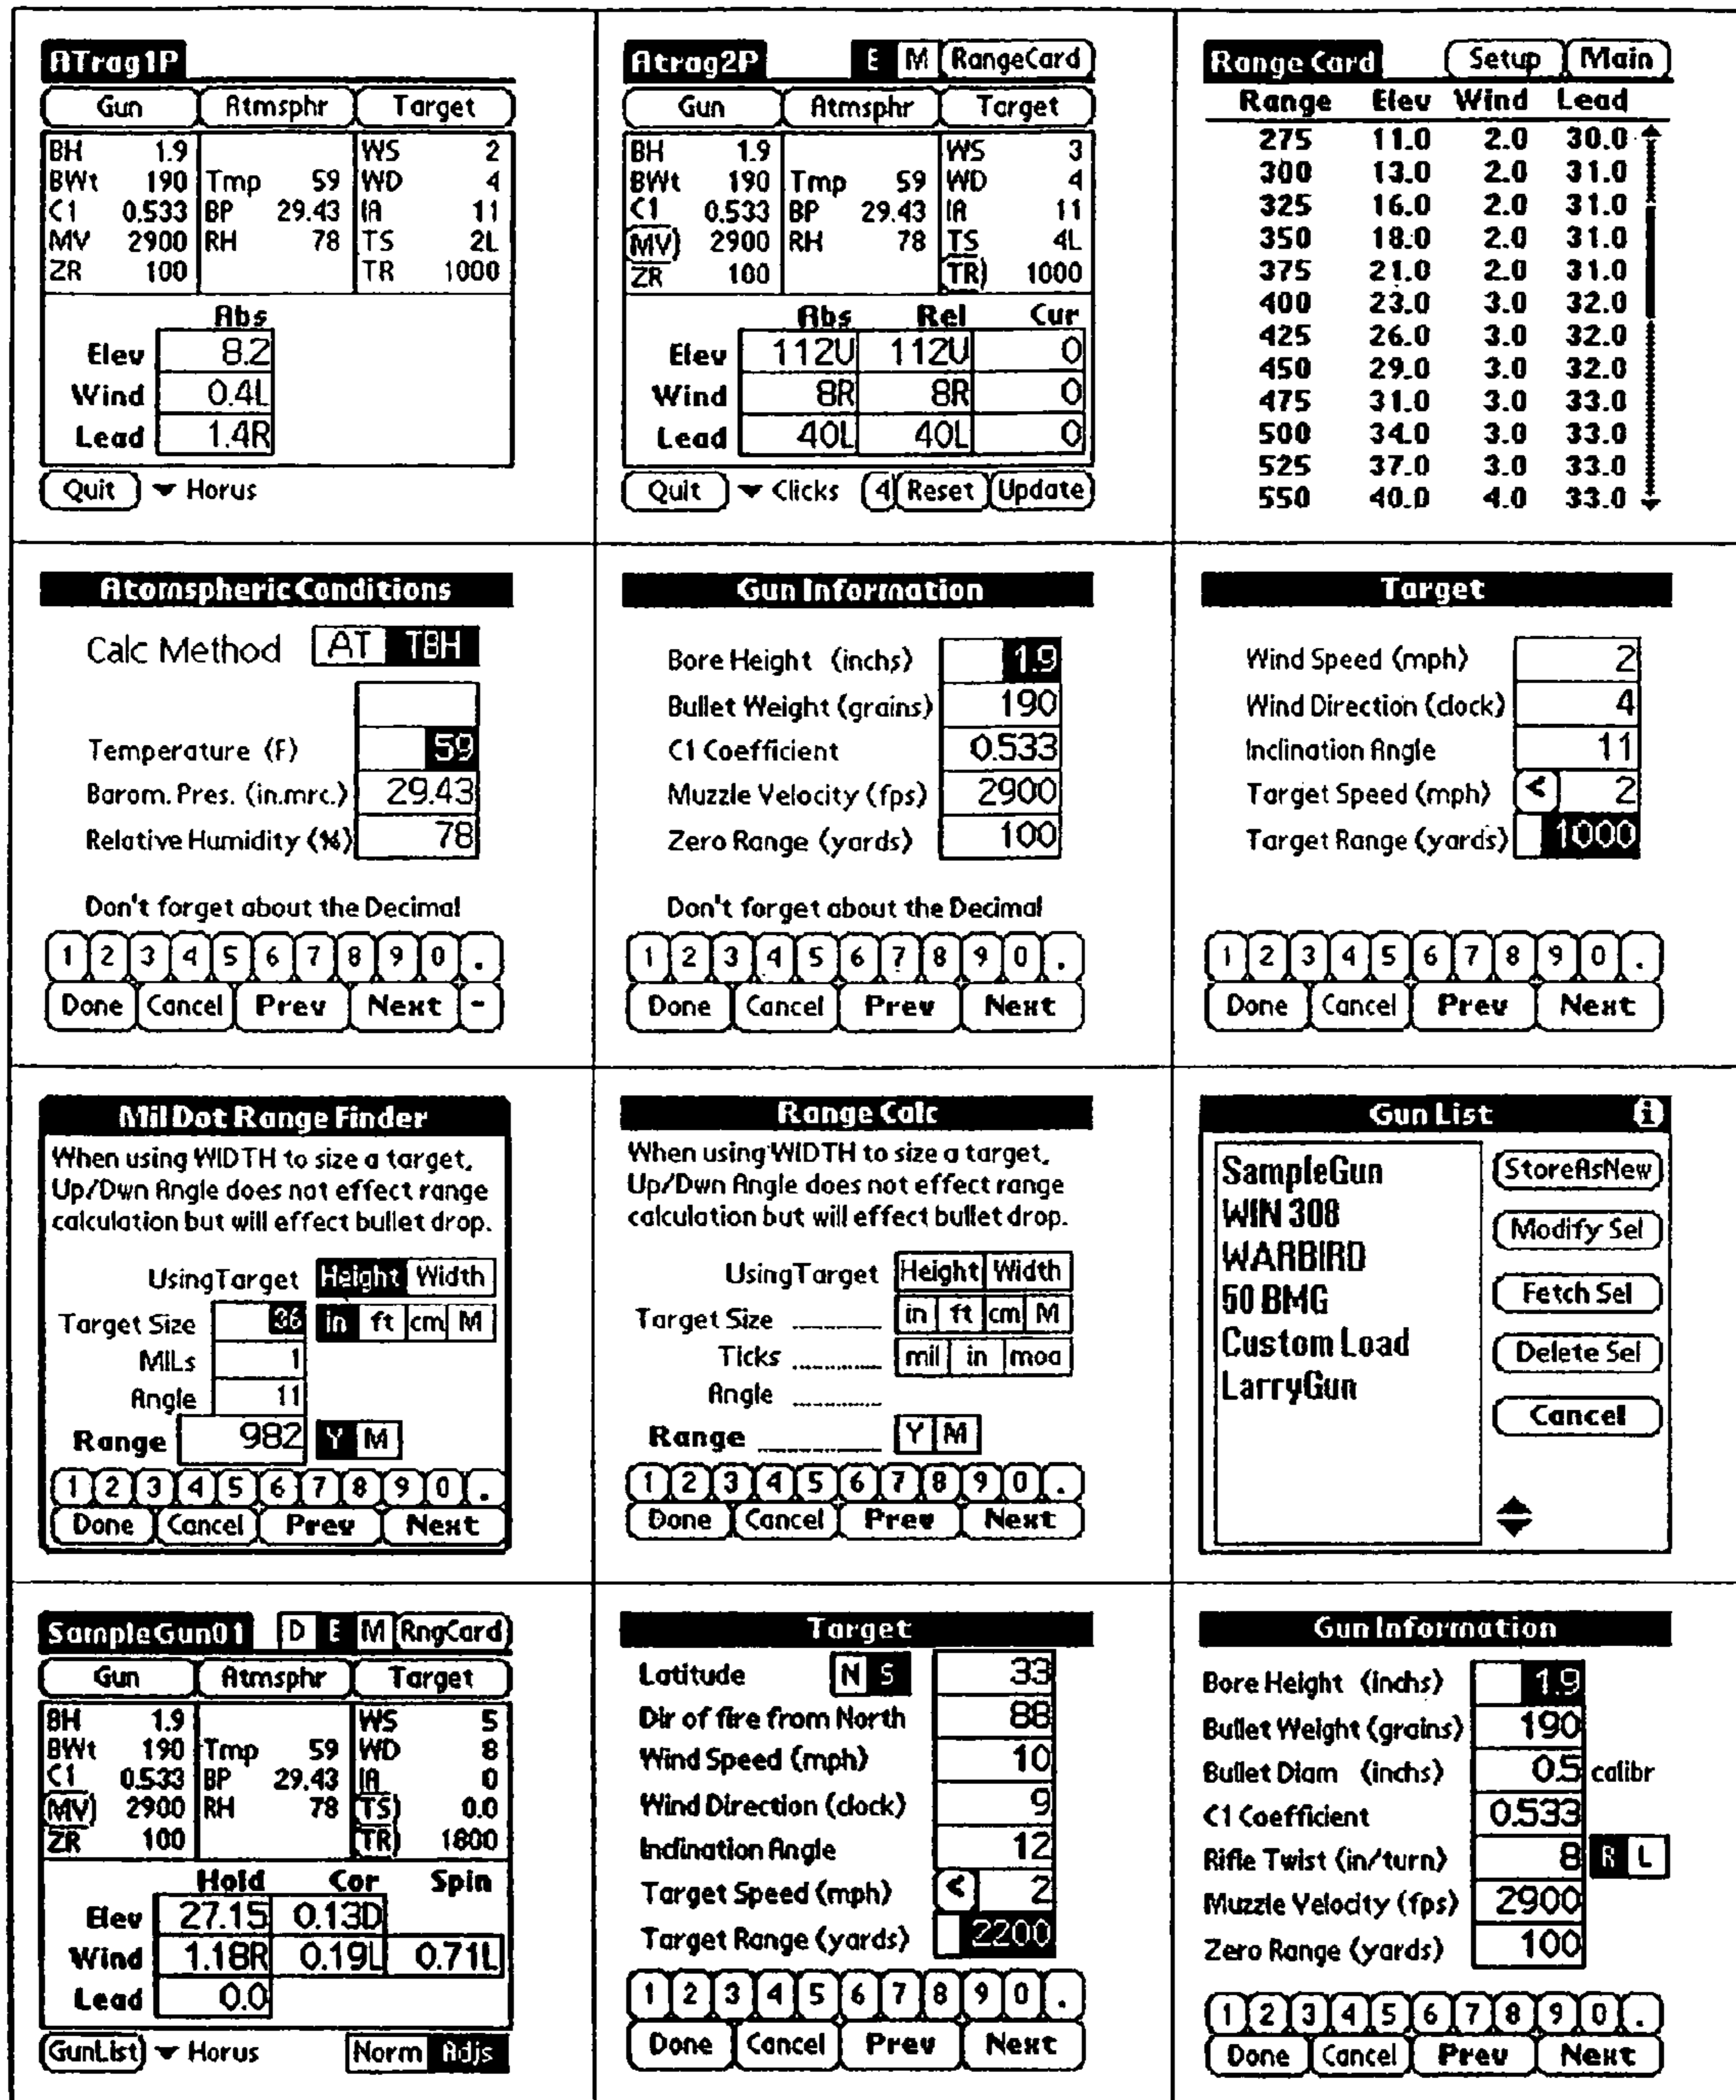 ATrag1P
Gun Atmsphr Target
BH 1.9 WS 2
BWt 190 Tmp 59 WD 4
C1 0.533 BP 29.43 IA 11
MV 2900 RH 78 TS 2L
ZR 100 TR 1000
Abs
Elev 8.2
Wind 0.4L
Lead 1.4R
Quit Horus
Atrag2P E M RangeCard
Gun Atmsphr Target
BH 1.9 WS 3
BWt 190 Tmp 59 WD 4
C1 0.533 BP 29.43 IA 11
MV 2900 RH 78 TS 4L
ZR 100 TR 1000
Abs Rel Cur
Elev 112U 112U 0
Wind 8R 8R 0
Lead 40L 40L 0
Quit Clicks 4 Reset Update
Range Card Setup Main
Range Elev Wind Lead
275 11.0 2.0 30.0
300 13.0 2.0 31.0
325 16.0 2.0 31.0
350 18.0 2.0 31.0
375 21.0 2.0 31.0
400 23.0 3.0 32.0
425 26.0 3.0 32.0
450 29.0 3.0 32.0
475 31.0 3.0 33.0
500 34.0 3.0 33.0
525 37.0 3.0 33.0
550 40.0 4.0 33.0
Atomspheric Conditions
Calc Method AT TBH
Temperature (F) 59
Barom. Pres. (in.mrc.) 29.43
Relative Humidity (%) 78
Don't forget about the Decimal
1 2 3 4 5 6 7 8 9 0 .
Done Cancel Prev Next -
Gun Information
Bore Height (inchs) 1.9
Bullet Weight (grains) 190
C1 Coefficient 0.533
Muzzle Velocity (fps) 2900
Zero Range (yards) 100
Don't forget about the Decimal
1 2 3 4 5 6 7 8 9 0 .
Done Cancel Prev Next
Target
Wind Speed (mph) 2
Wind Direction (clock) 4
Inclination Angle 11
Target Speed (mph) < 2
Target Range (yards) 1000
1 2 3 4 5 6 7 8 9 0 .
Done Cancel Prev Next
Mil Dot Range Finder
When using WIDTH to size a target,
Up/Dwn Angle does not effect range
calculation but will effect bullet drop.
Using Target Height Width
Target Size 36 in ft cm M
MILs 1
Angle 11
Range 982 Y M
1 2 3 4 5 6 7 8 9 0 .
Done Cancel Prev Next
Range Calc
When using WIDTH to size a target,
Up/Dwn Angle does not effect range
calculation but will effect bullet drop.
Using Target Height Width
Target Size in ft cm M
Ticks mil in moa
Angle
Range Y M
1 2 3 4 5 6 7 8 9 0 .
Done Cancel Prev Next
Gun List i
SampleGun
WIN 308
WARBIRD
50 BMG
Custom Load
LarryGun
StoreAsNew
Modify Sel
Fetch Sel
Delete Sel
Cancel
SampleGun01 D E M RngCard
Gun Atmsphr Target
BH 1.9 WS 5
BWt 190 Tmp 59 WD 8
C1 0.533 BP 29.43 IA 0
MV 2900 RH 78 TS 0.0
ZR 100 TR 1800
Hold Cor Spin
Elev 27.15 0.13D
Wind 1.18R 0.19L 0.71L
Lead 0.0
GunList Horus Norm Adjs
Target
Latitude N S 33
Dir of fire from North 88
Wind Speed (mph) 10
Wind Direction (clock) 9
Inclination Angle 12
Target Speed (mph) < 2
Target Range (yards) 2200
1 2 3 4 5 6 7 8 9 0 .
Done Cancel Prev Next
Gun Information
Bore Height (inchs) 1.9
Bullet Weight (grains) 190
Bullet Diam (inchs) 0.5 calibr
C1 Coefficient 0.533
Rifle Twist (in/turn) 8 R L
Muzzle Velocity (fps) 2900
Zero Range (yards) 100
1 2 3 4 5 6 7 8 9 0 .
Done Cancel Prev Next